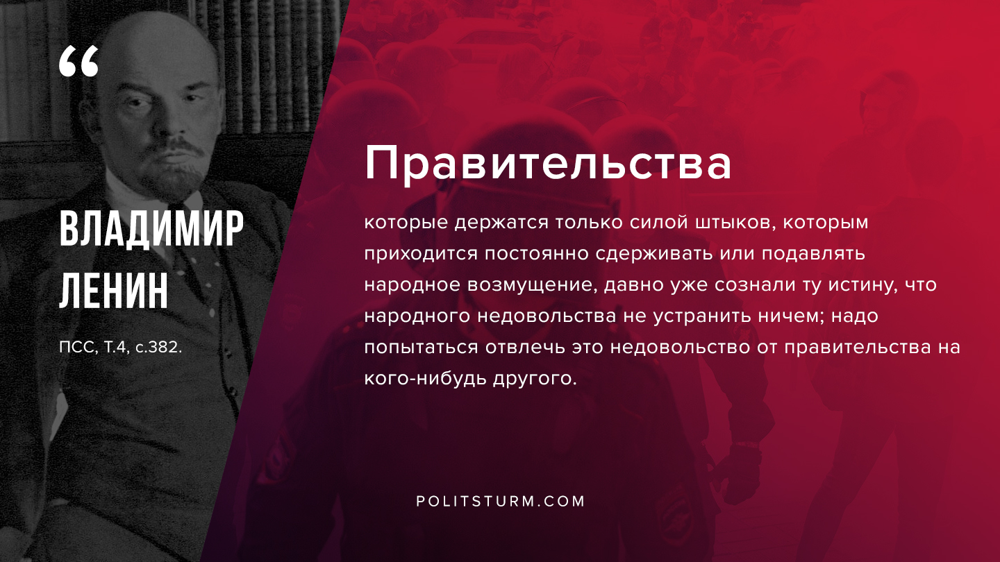 “
ВЛАДИМИР
ЛЕНИН
ПСС, Т.4, с.382.
Правительства
которые держатся только силой штыков, которым
приходится постоянно сдерживать или подавлять
народное возмущение, давно уже сознали ту истину, что
народного недовольства не устранить ничем; надо
попытаться отвлечь это недовольство от правительства на
кого-нибудь другого.
POLITSTURM.COM